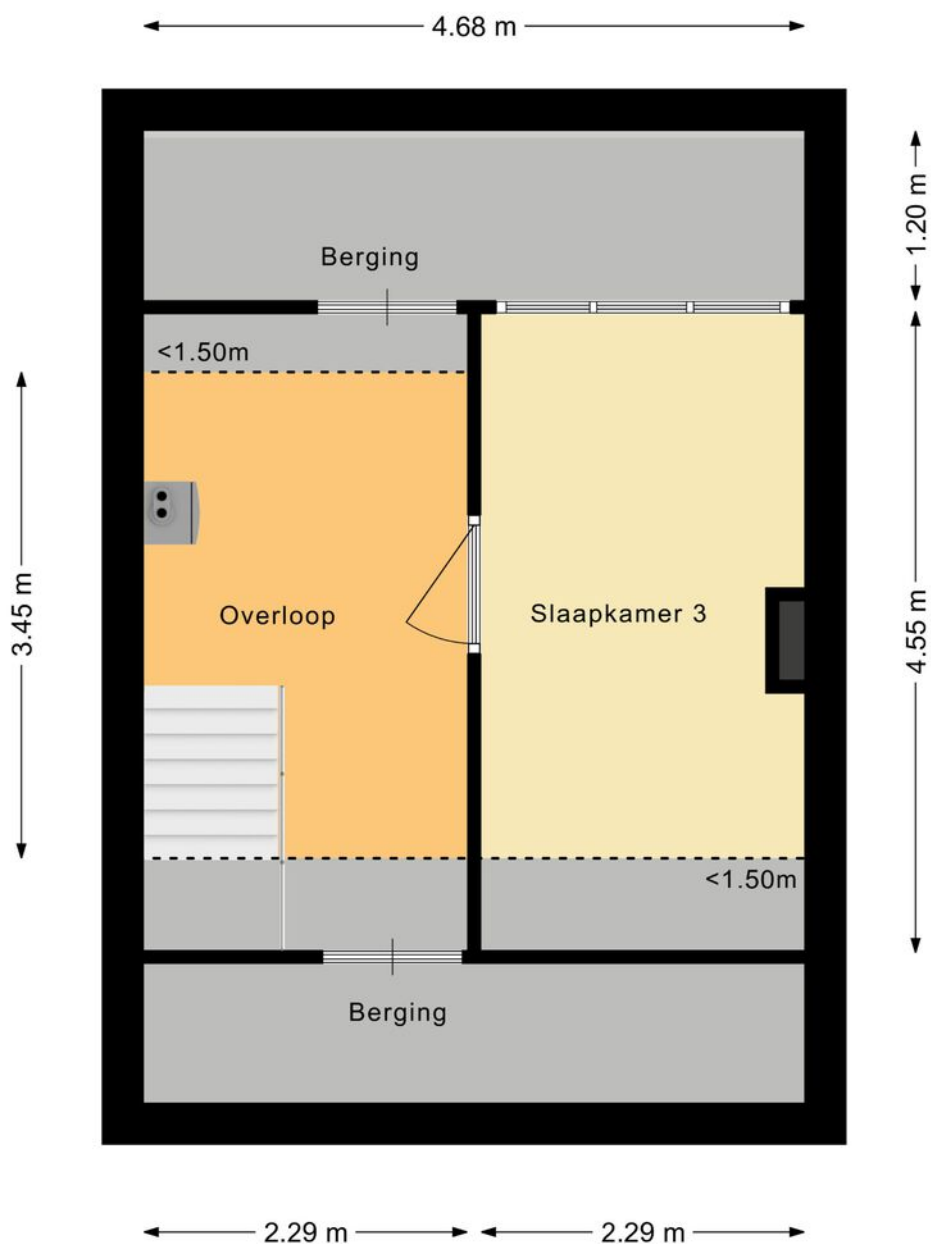 4.68 m
1.20 m
Berging
<1.50m
3.45 m
Overloop
Slaapkamer 3
4.55 m
<1.50m
Berging
2.29 m
2.29 m